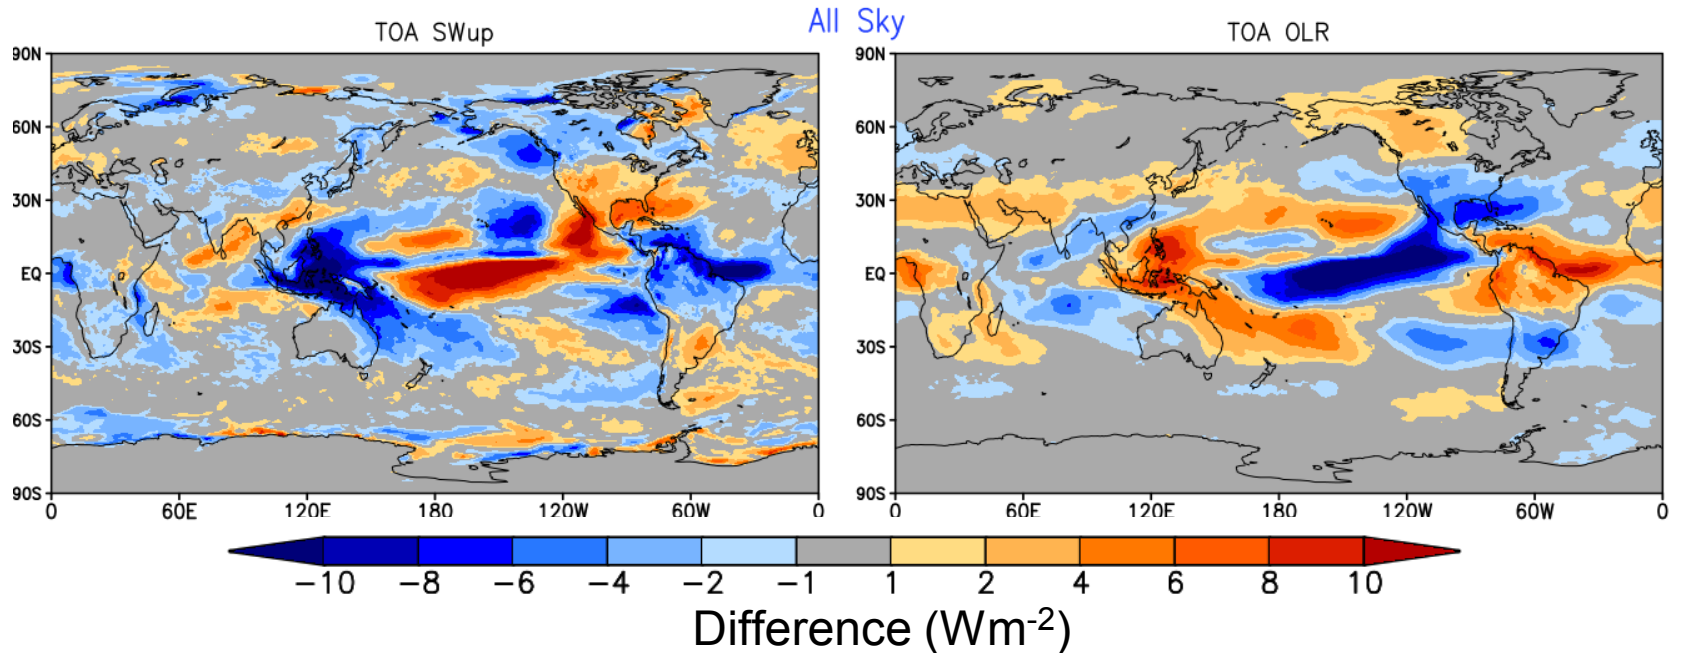 All Sky
TOA SWup
TOA OLR
90N
60N
30N
EQ
30S
60S
90S
0 60E 120E 180 120W 60W 0
90N
60N
30N
EQ
30S
60S
90S
0 60E 120E 180 120W 60W 0
−10 −8 −6 −4 −2 −1 1 2 4 6 8 10
Difference (Wm-2)